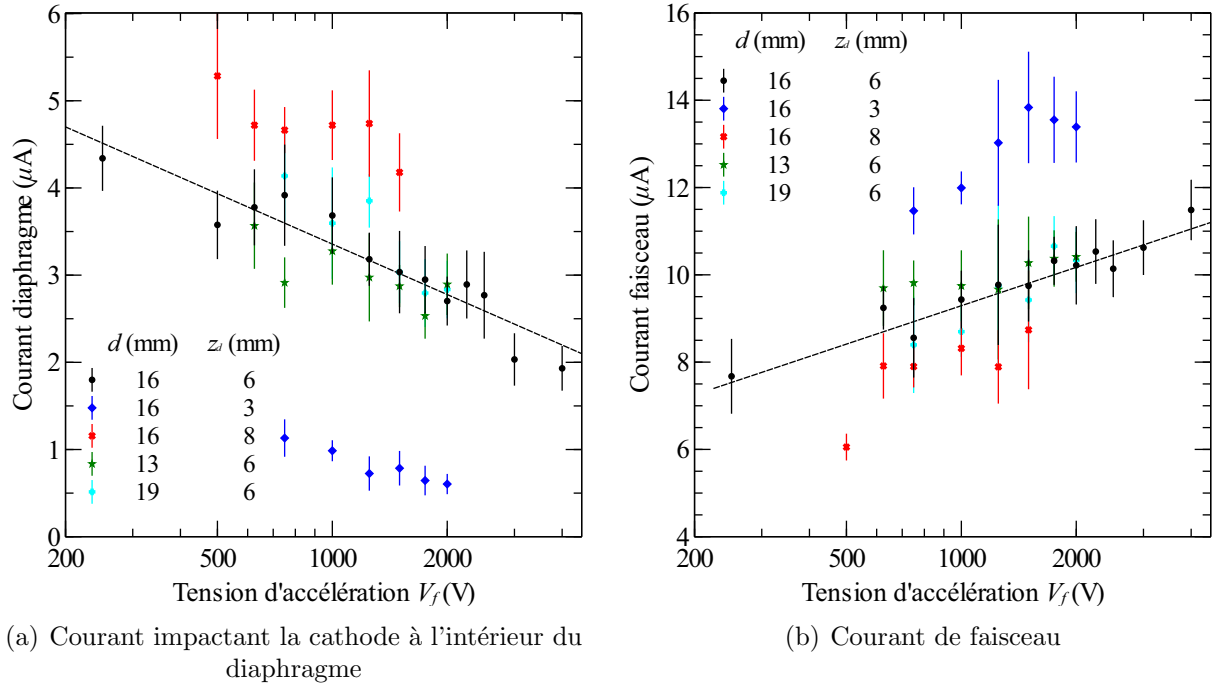 6
5
4
3
2
1
0
Courant diaphragme (μA)
d (mm) z_d (mm)
16 6
16 3
16 8
13 6
19 6
200 500 1000 2000
Tension d'accélération V_f (V)
(a) Courant impactant la cathode à l'intérieur du
diaphragme
16
14
12
10
8
6
4
Courant faisceau (μA)
d (mm) z_d (mm)
16 6
16 3
16 8
13 6
19 6
200 500 1000 2000
Tension d'accélération V_f (V)
(b) Courant de faisceau